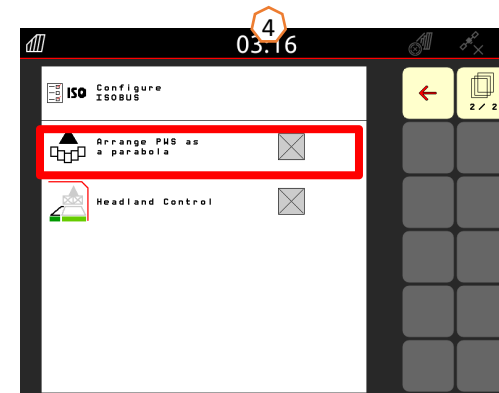 4
03:16
ISO Configure
ISOBUS
2 / 2
Arrange PWS as
a parabola
Headland Control